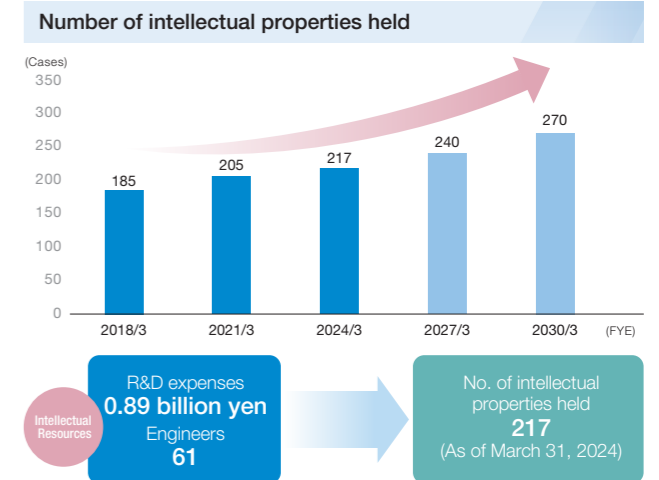 Number of intellectual properties held
(Cases)
350
300
250
200
150
100
50
0
185
205
217
240
270
2018/3
2021/3
2024/3
2027/3
2030/3
(FYE)
Intellectual
Resources
R&D expenses
0.89 billion yen
Engineers
61
No. of intellectual
properties held
217
(As of March 31, 2024)